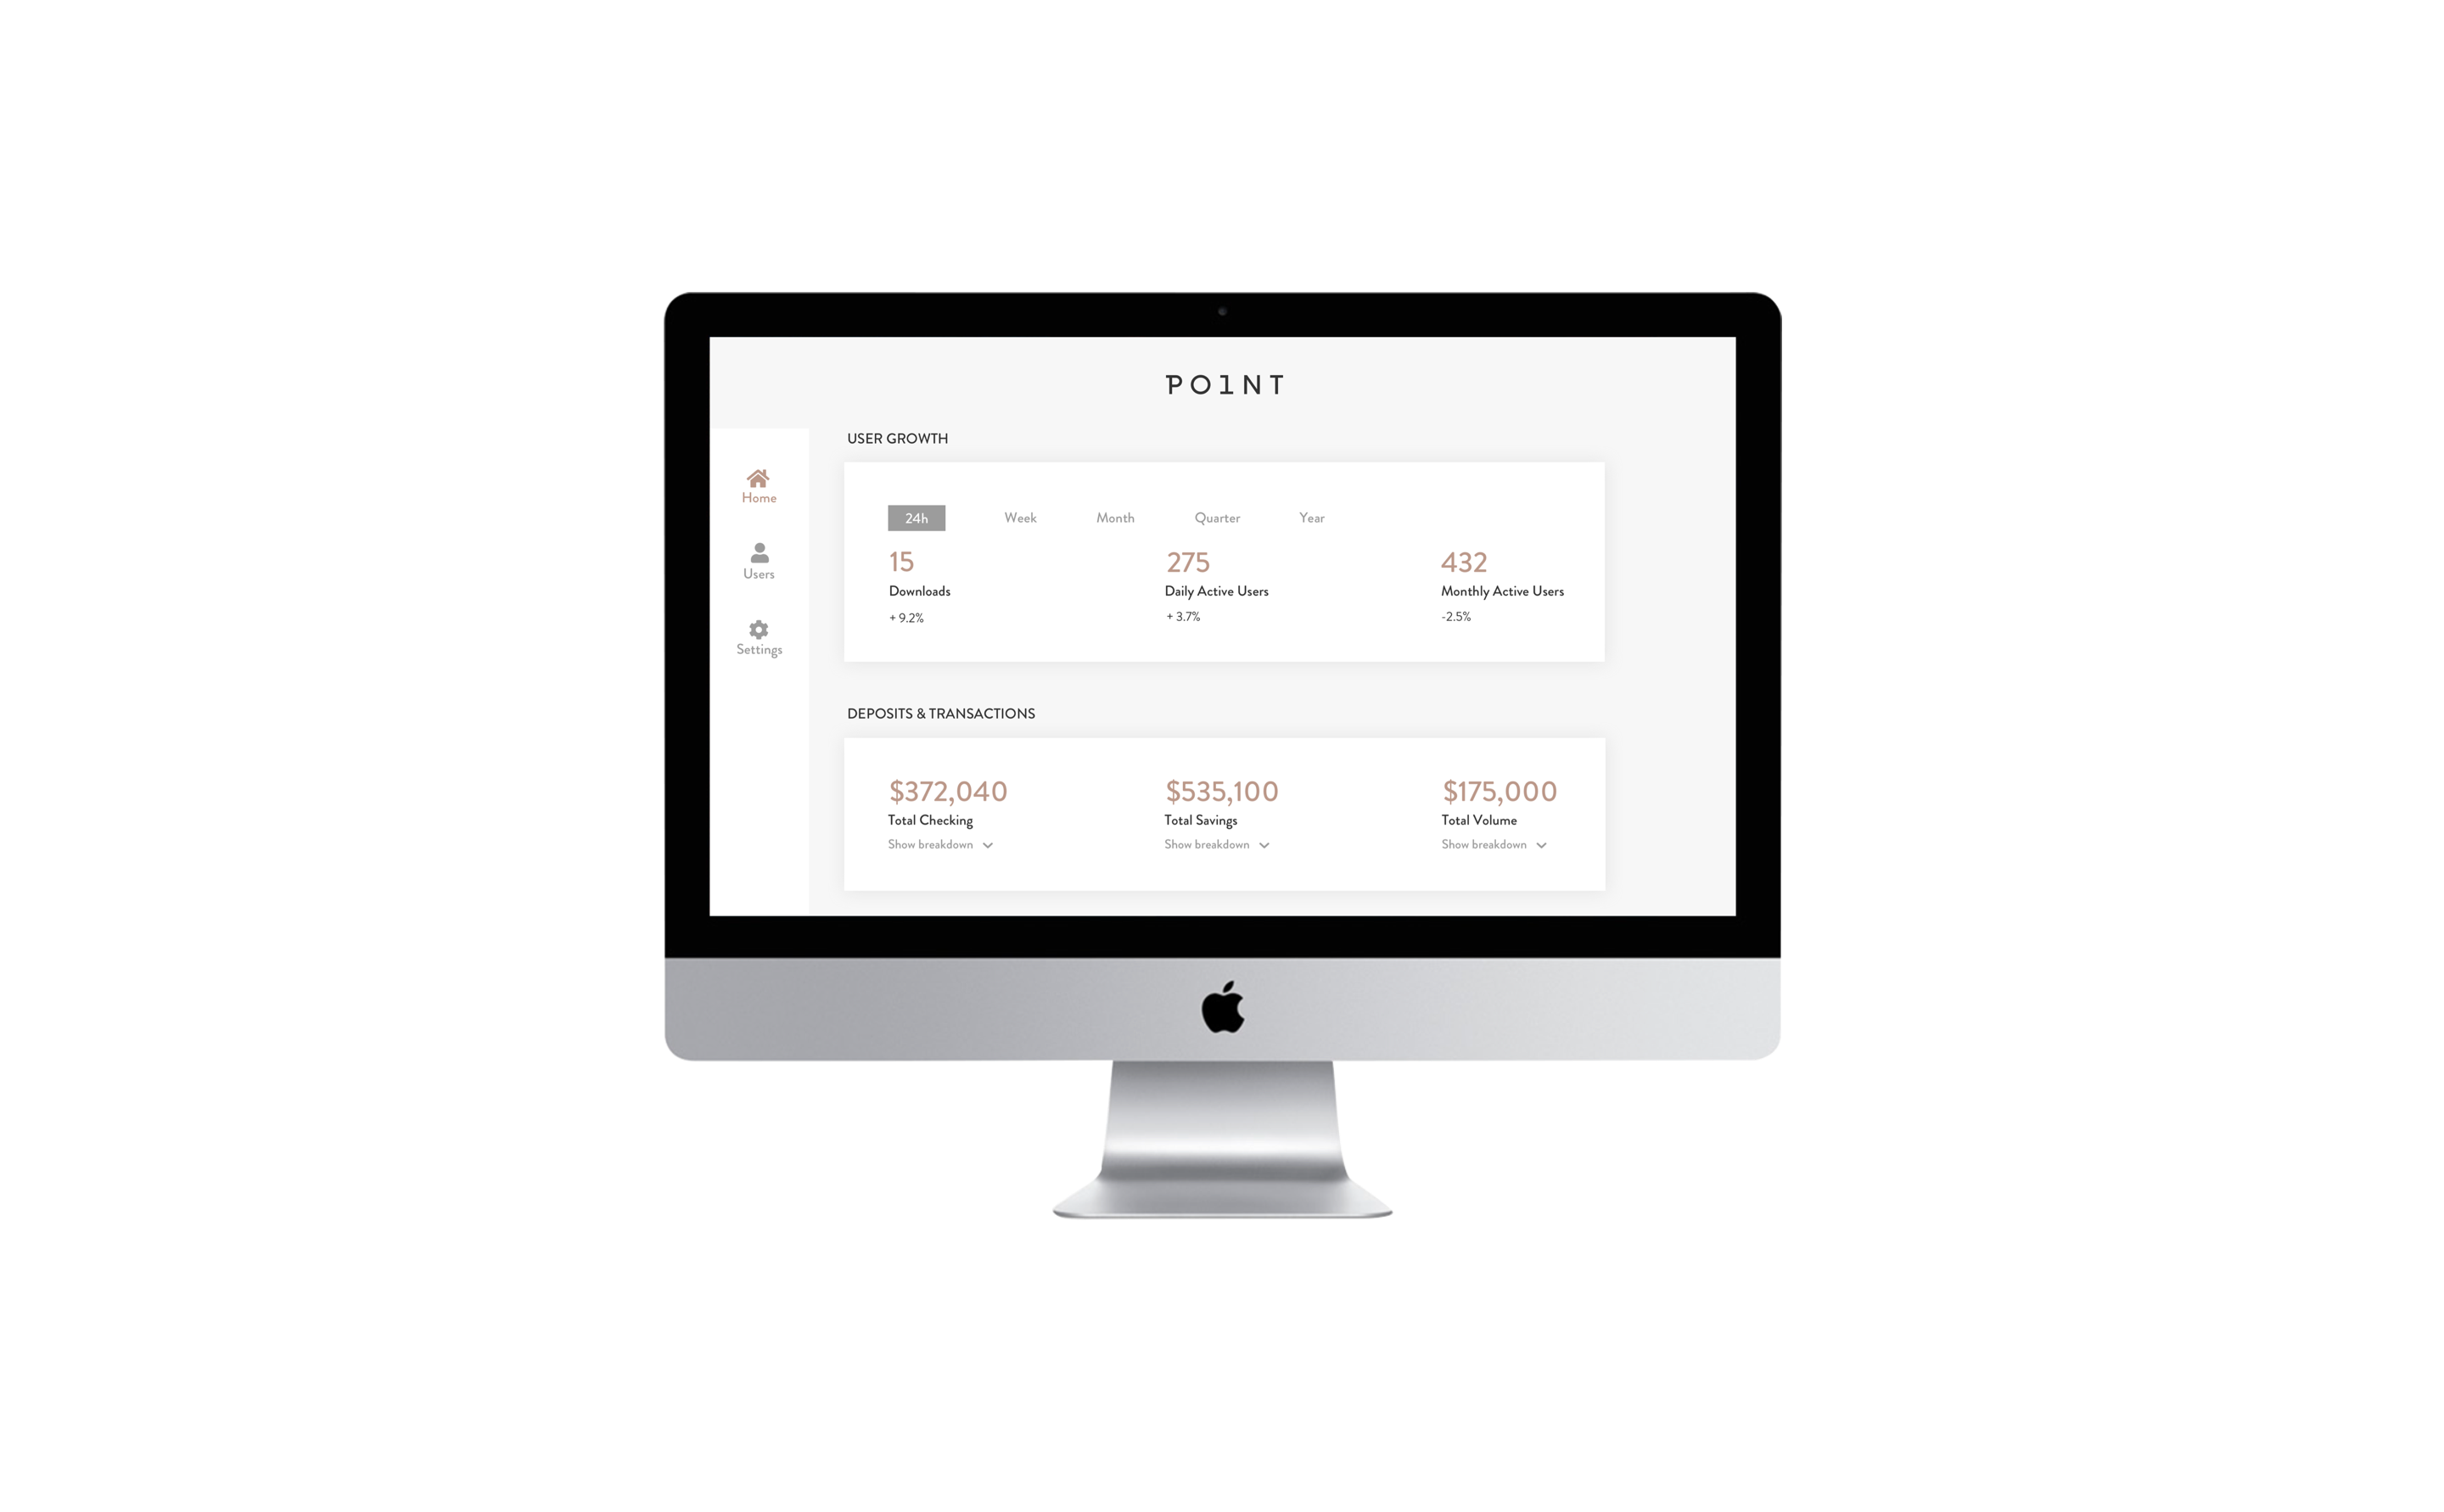 PO1NT
Home
Users
Settings
USER GROWTH
24h Week Month Quarter Year
15 275 432
Downloads Daily Active Users Monthly Active Users
+ 9.2% + 3.7% -2.5%
DEPOSITS & TRANSACTIONS
$372,040 $535,100 $175,000
Total Checking Total Savings Total Volume
Show breakdown Show breakdown Show breakdown